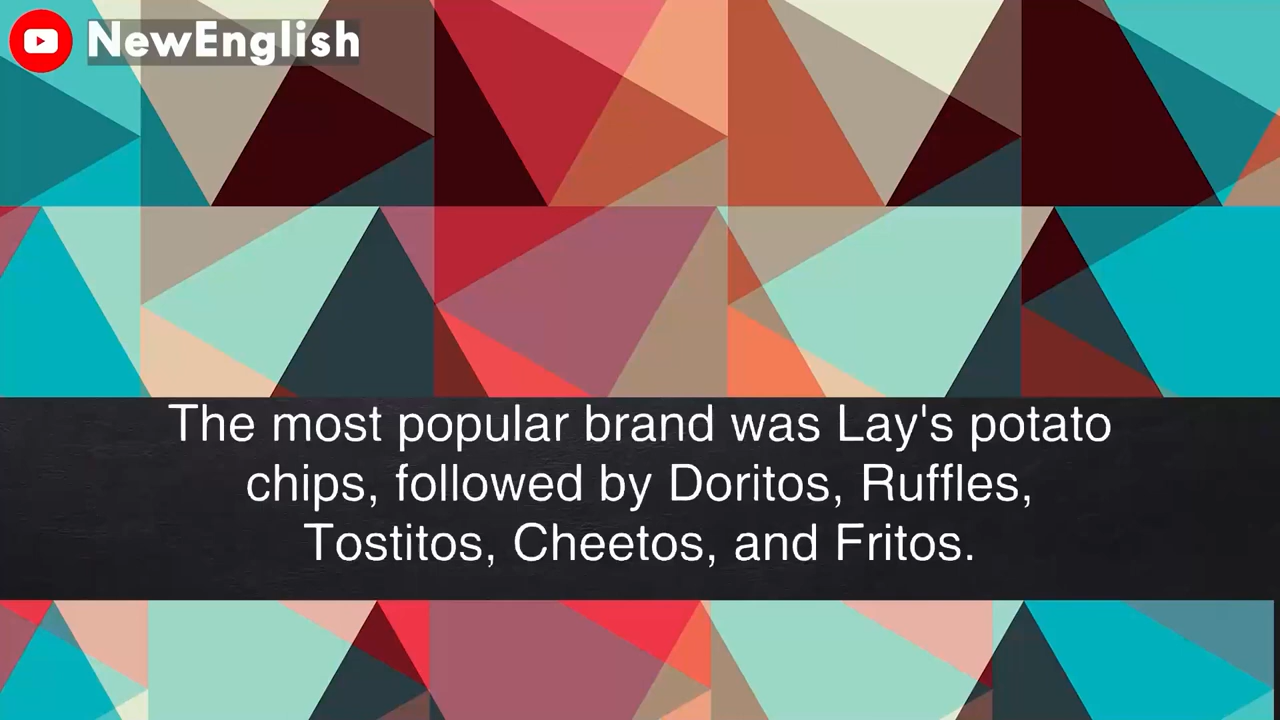 NewEnglish
The most popular brand was Lay's potato
chips, followed by Doritos, Ruffles,
Tostitos, Cheetos, and Fritos.